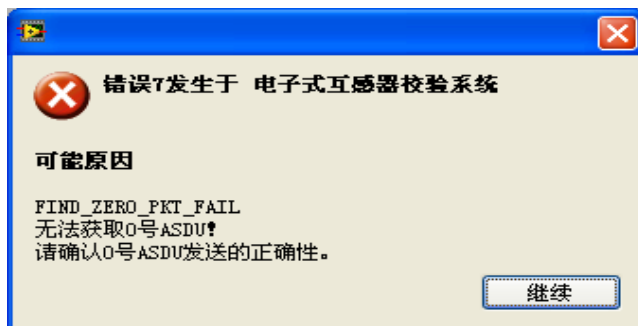 错误7发生于 电子式互感器校验系统
可能原因
FIND_ZERO_PKT_FAIL
无法获取0号ASDU!
请确认0号ASDU发送的正确性。
继续